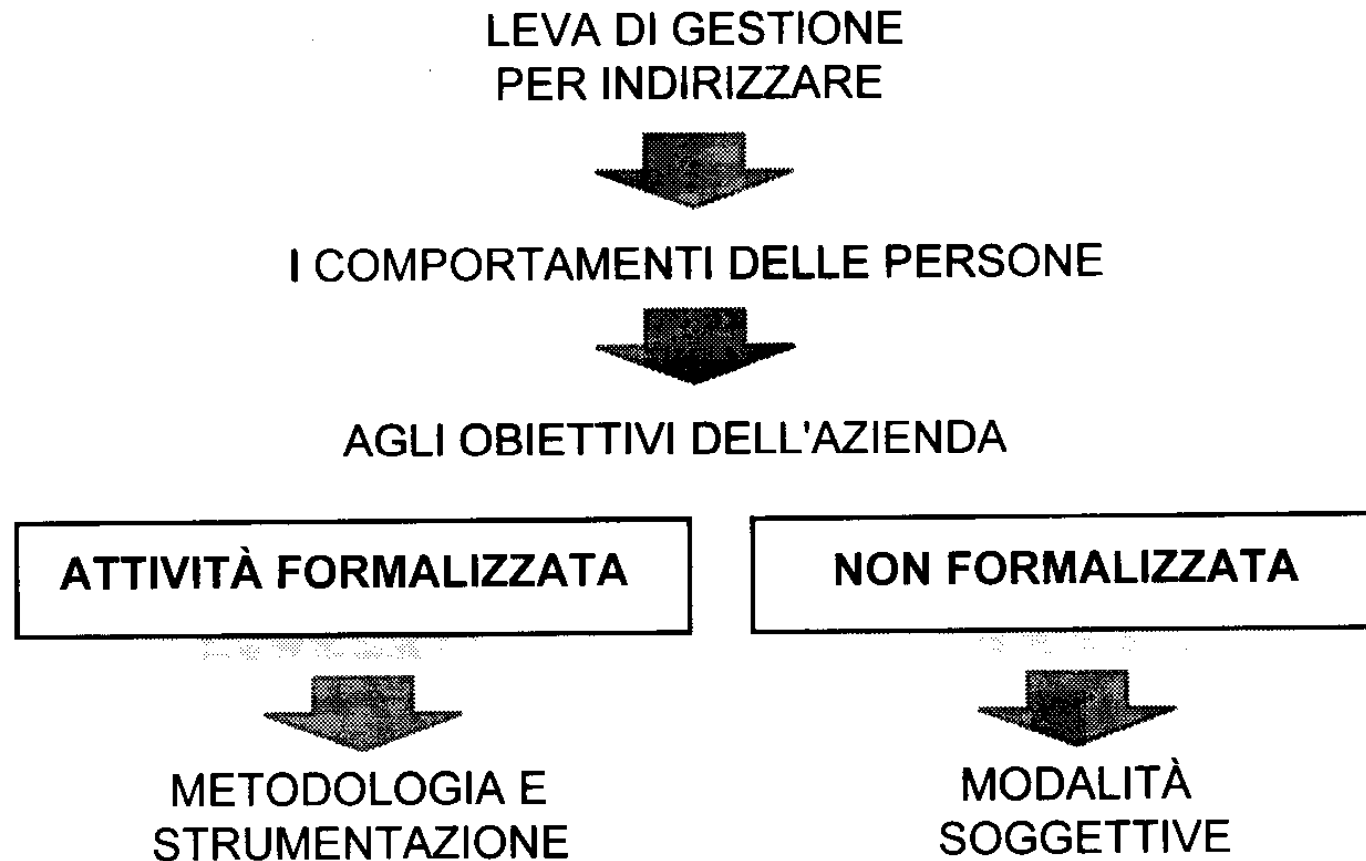 LEVA DI GESTIONE
PER INDIRIZZARE
I COMPORTAMENTI DELLE PERSONE
AGLI OBIETTIVI DELL'AZIENDA
ATTIVITÀ FORMALIZZATA
NON FORMALIZZATA
METODOLOGIA E
STRUMENTAZIONE
MODALITÀ
SOGGETTIVE